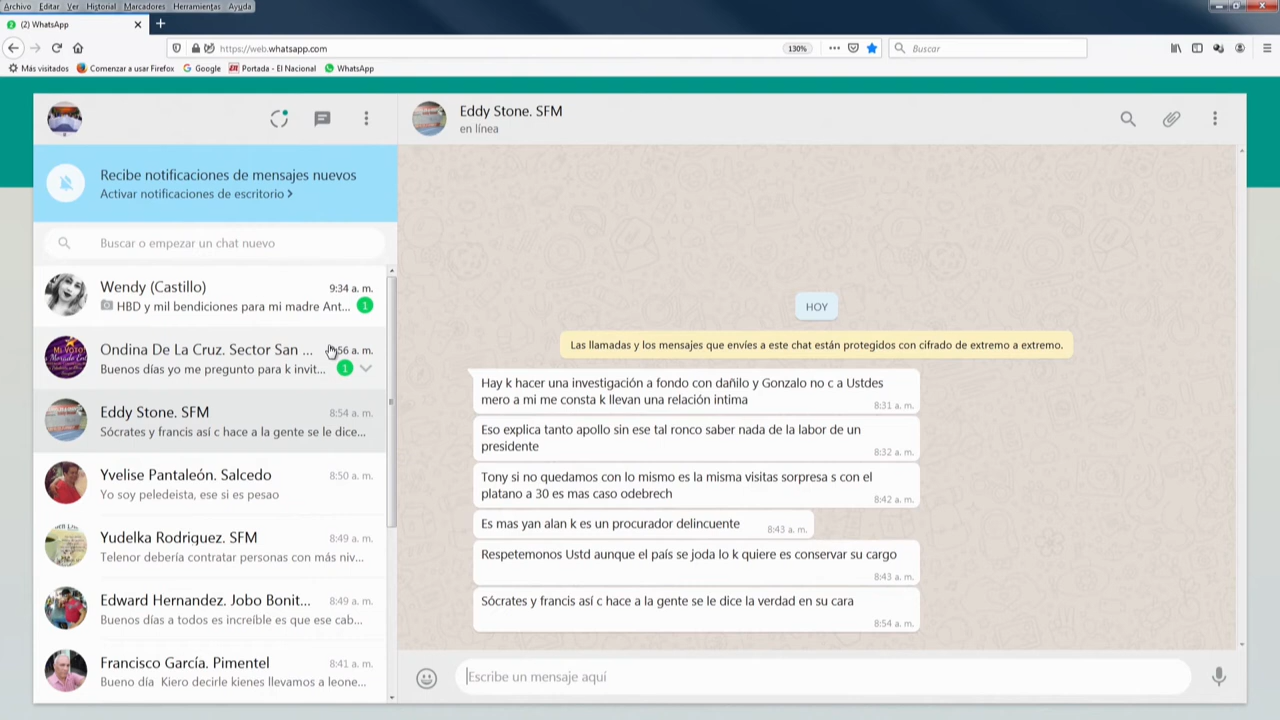 Archivo Editar Ver Historial Marcadores Herramientas Ayuda
(2) WhatsApp
https://web.whatsapp.com
130%
Buscar
Más visitados Comenzar a usar Firefox Google Portada - El Nacional WhatsApp
Eddy Stone. SFM
en línea
Recibe notificaciones de mensajes nuevos
Activar notificaciones de escritorio
Buscar o empezar un chat nuevo
Wendy (Castillo) 9:34 a. m.
HBD y mil bendiciones para mi madre Ant... 1
Ondina De La Cruz. Sector San ... 56 a. m.
Buenos días yo me pregunto para k invit... 1
Eddy Stone. SFM 8:54 a. m.
Sócrates y francis así c hace a la gente se le dice...
Yvelise Pantaleón. Salcedo 8:50 a. m.
Yo soy peledeista, ese si es pesao
Yudelka Rodriquez. SFM 8:49 a. m.
Telenor debería contratar personas con más niv...
Edward Hernandez. Jobo Bonit... 8:49 a. m.
Buenos días a todos es increíble es que ese cab...
Francisco García. Pimentel 8:41 a. m.
Bueno día Kiero decirle kienes llevamos a leone...
HOY
Las llamadas y los mensajes que envíes a este chat están protegidos con cifrado de extremo a extremo.
Hay k hacer una investigación a fondo con dañilo y Gonzalo no c a Ustdes
mero a mi me consta k llevan una relación intima
8:31 a. m.
Eso explica tanto apollo sin ese tal ronco saber nada de la labor de un
presidente
8:32 a. m.
Tony si no quedamos con lo mismo es la misma visitas sorpresa s con el
platano a 30 es mas caso odebrech
8:42 a. m.
Es mas yan alan k es un procurador delincuente
8:43 a. m.
Respetemonos Ustd aunque el país se joda lo k quiere es conservar su cargo
8:43 a. m.
Sócrates y francis así c hace a la gente se le dice la verdad en su cara
8:54 a. m.
Escribe un mensaje aquí